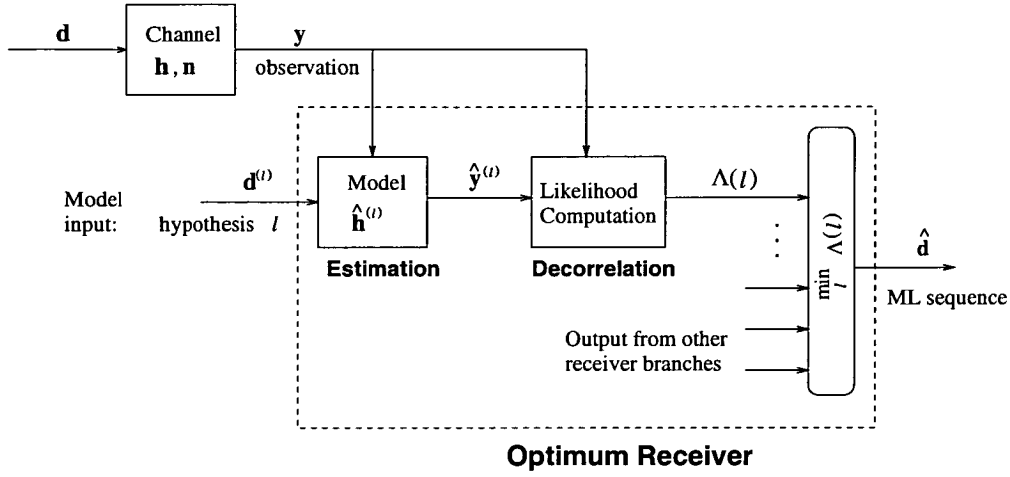 d
Channel
h , n
y
observation
Model
input:
d^(l)
hypothesis l
Model
ĥ^(l)
Estimation
ŷ^(l)
Likelihood
Computation
Decorrelation
Λ(l)
min Λ(l)
l
d̂
ML sequence
Output from other
receiver branches
Optimum Receiver